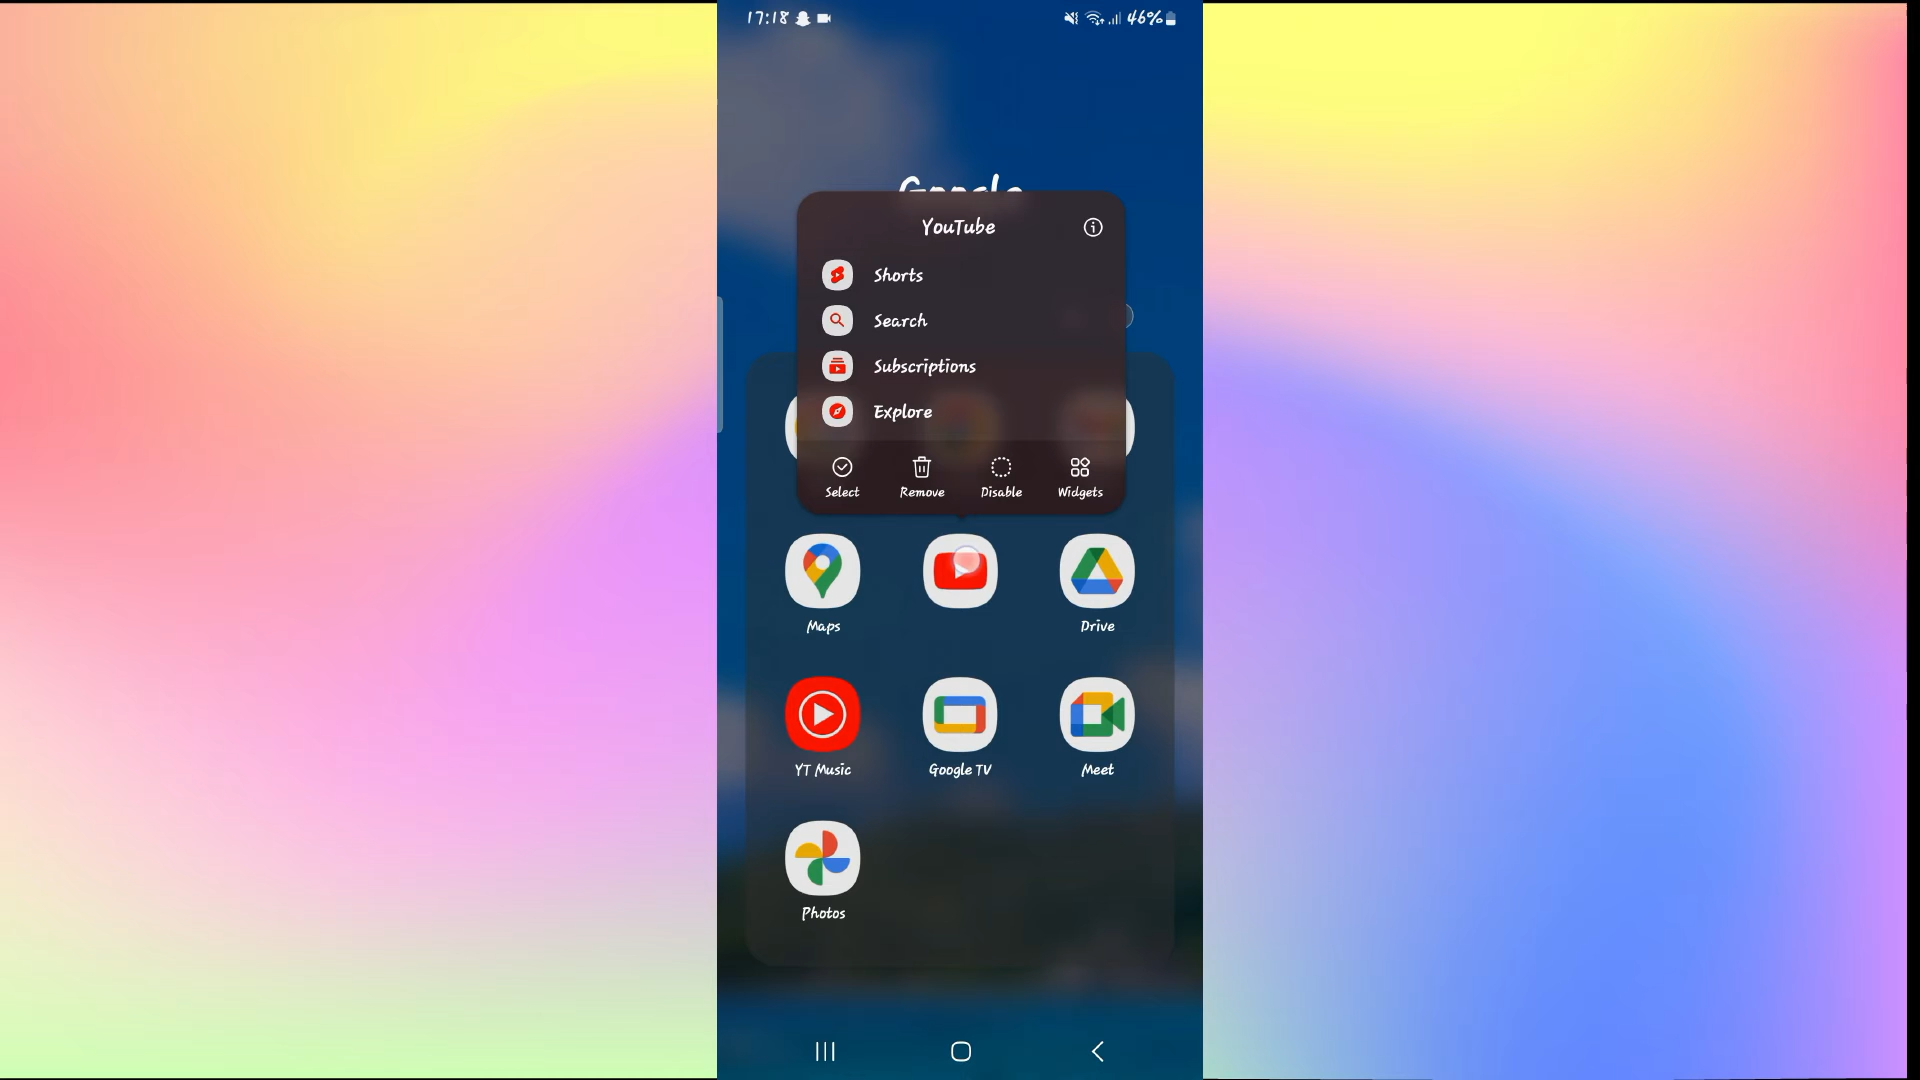 17:18
46%
Google
YouTube
Shorts
Search
Subscriptions
Explore
Select
Remove
Disable
Widgets
Maps
Drive
YT Music
Google TV
Meet
Photos